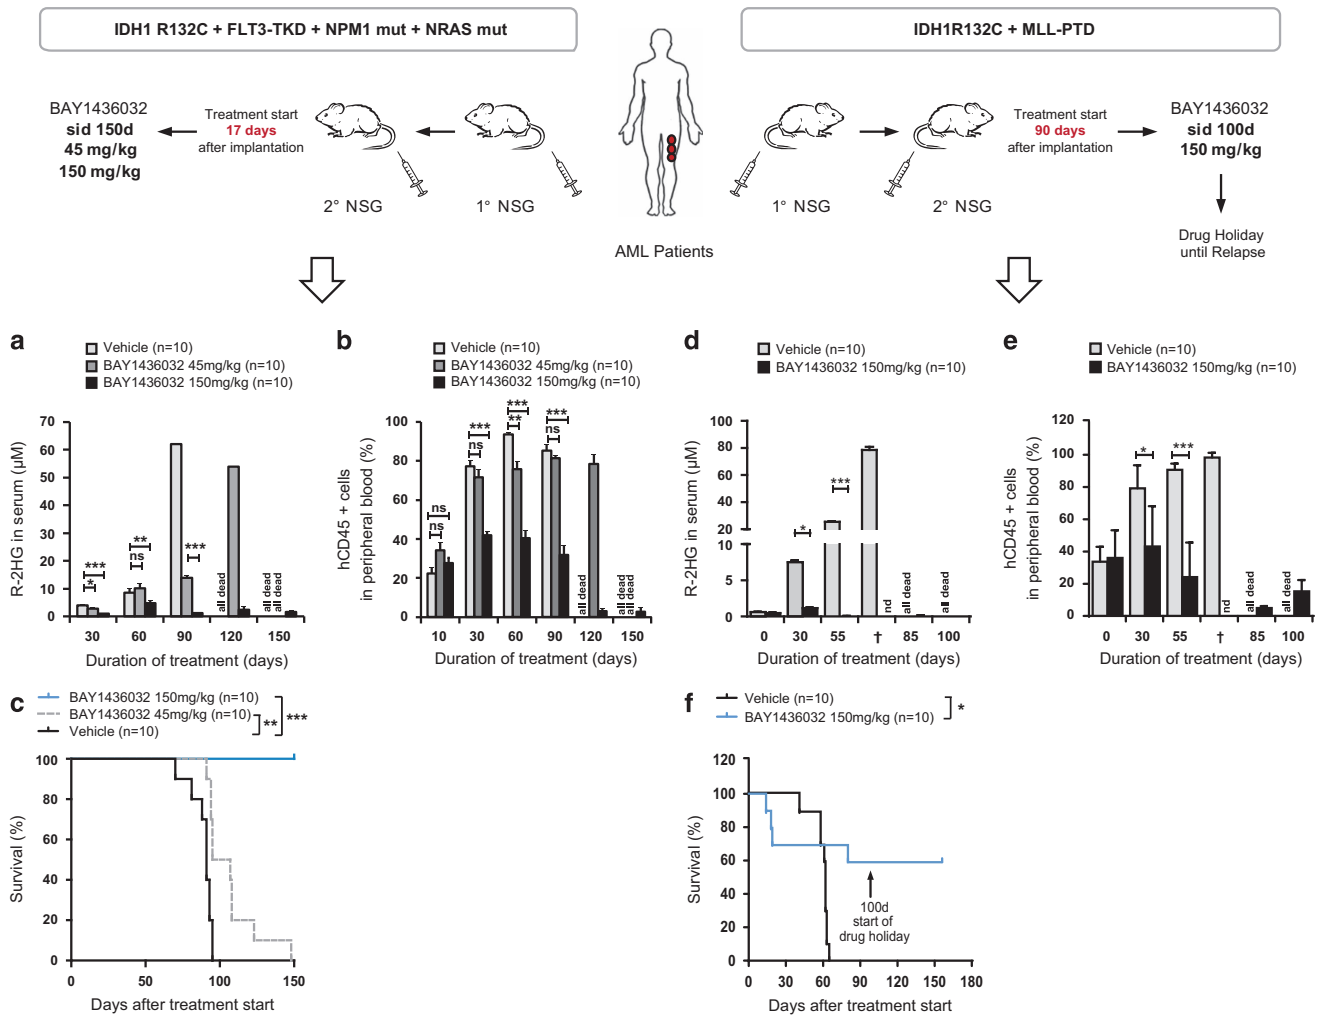 IDH1 R132C + FLT3-TKD + NPM1 mut + NRAS mut
IDH1R132C + MLL-PTD
BAY1436032
sid 150d
45 mg/kg
150 mg/kg
Treatment start
17 days
after implantation
2° NSG
1° NSG
AML Patients
1° NSG
2° NSG
Treatment start
90 days
after implantation
BAY1436032
sid 100d
150 mg/kg
Drug Holiday
until Relapse
a
Vehicle (n=10)
BAY1436032 45mg/kg (n=10)
BAY1436032 150mg/kg (n=10)
R-2HG in serum (µM)
70
60
50
40
30
20
10
0
***
*
**
ns
***
all dead
all dead
all dead
30 60 90 120 150
Duration of treatment (days)
b
Vehicle (n=10)
BAY1436032 45mg/kg (n=10)
BAY1436032 150mg/kg (n=10)
hCD45 + cells
in peripheral blood (%)
100
80
60
40
20
0
ns
ns
***
ns
***
**
***
ns
all dead
all dead
all dead
10 30 60 90 120 150
Duration of treatment (days)
d
Vehicle (n=10)
BAY1436032 150mg/kg (n=10)
R-2HG in serum (µM)
100
80
60
40
20
10
5
0
*
***
nd
all dead
all dead
0 30 55 † 85 100
Duration of treatment (days)
e
Vehicle (n=10)
BAY1436032 150mg/kg (n=10)
hCD45 + cells
in peripheral blood (%)
120
100
80
60
40
20
0
*
***
nd
all dead
all dead
0 30 55 † 85 100
Duration of treatment (days)
c
BAY1436032 150mg/kg (n=10)
BAY1436032 45mg/kg (n=10)
Vehicle (n=10)
**
***
Survival (%)
100
80
60
40
20
0
0 50 100 150
Days after treatment start
f
Vehicle (n=10)
BAY1436032 150mg/kg (n=10)
*
Survival (%)
120
100
80
60
40
20
0
100d
start of
drug holiday
0 30 60 90 120 150 180
Days after treatment start